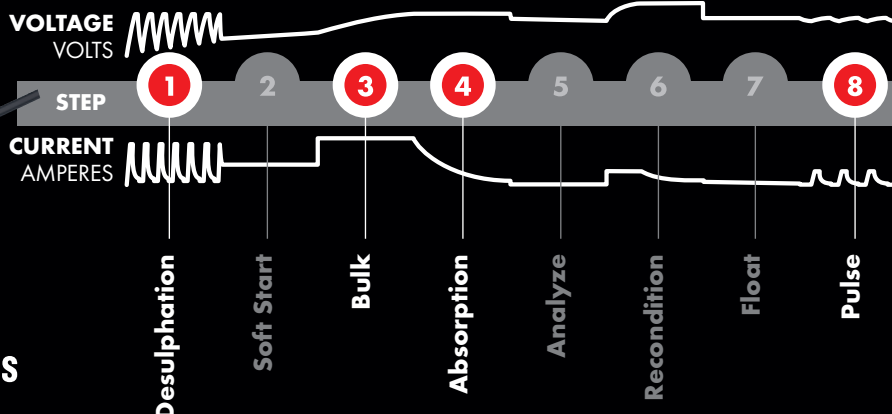 VOLTAGE
VOLTS
STEP
1 2 3 4 5 6 7 8
CURRENT
AMPERES
Desulphation
Soft Start
Bulk
Absorption
Analyze
Recondition
Float
Pulse
S